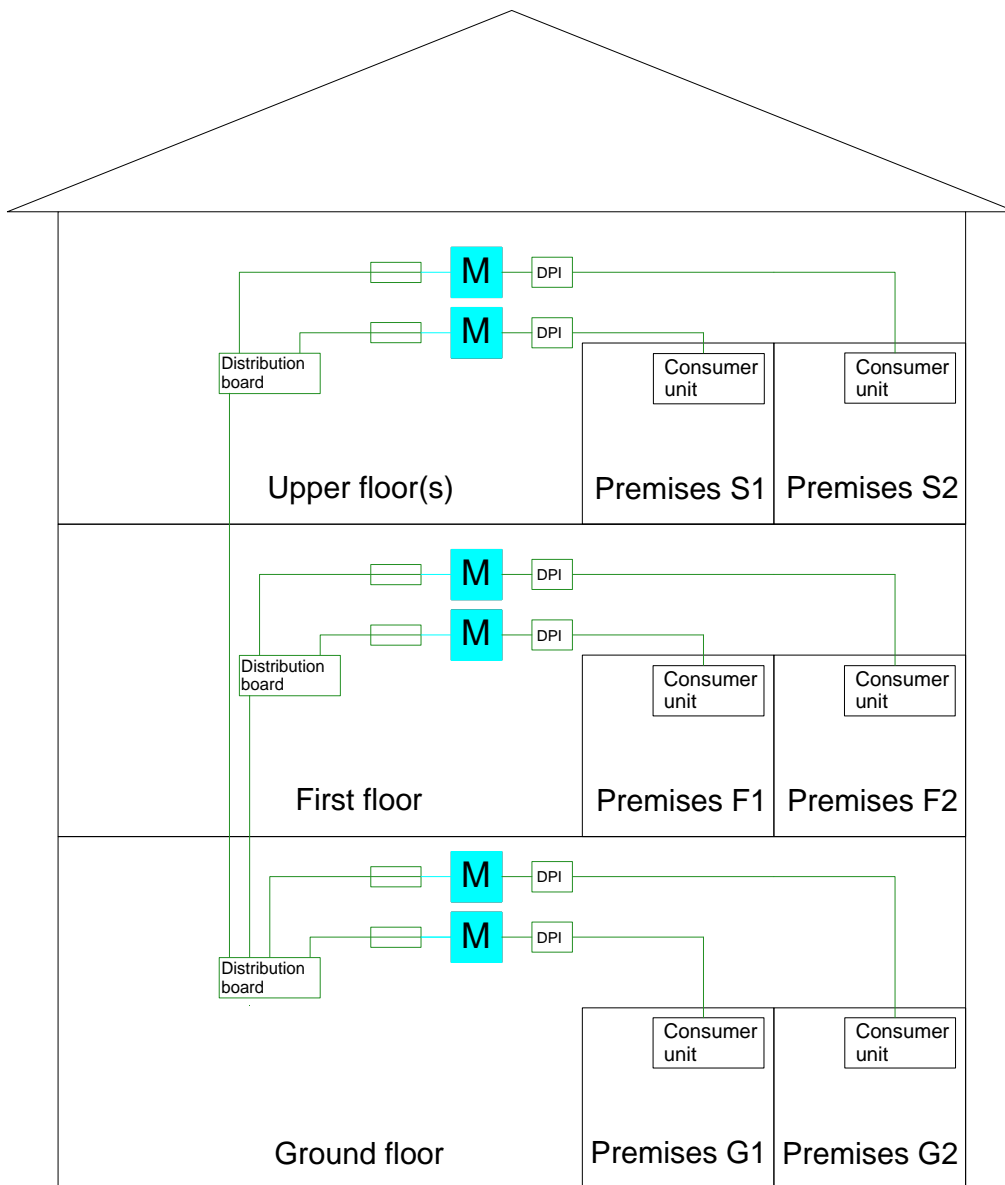 M
DPI
M
DPI
Distribution
board
Consumer
unit
Consumer
unit
Upper floor(s)
Premises S1
Premises S2
M
DPI
M
DPI
Distribution
board
Consumer
unit
Consumer
unit
First floor
Premises F1
Premises F2
M
DPI
M
DPI
Distribution
board
Consumer
unit
Consumer
unit
Ground floor
Premises G1
Premises G2